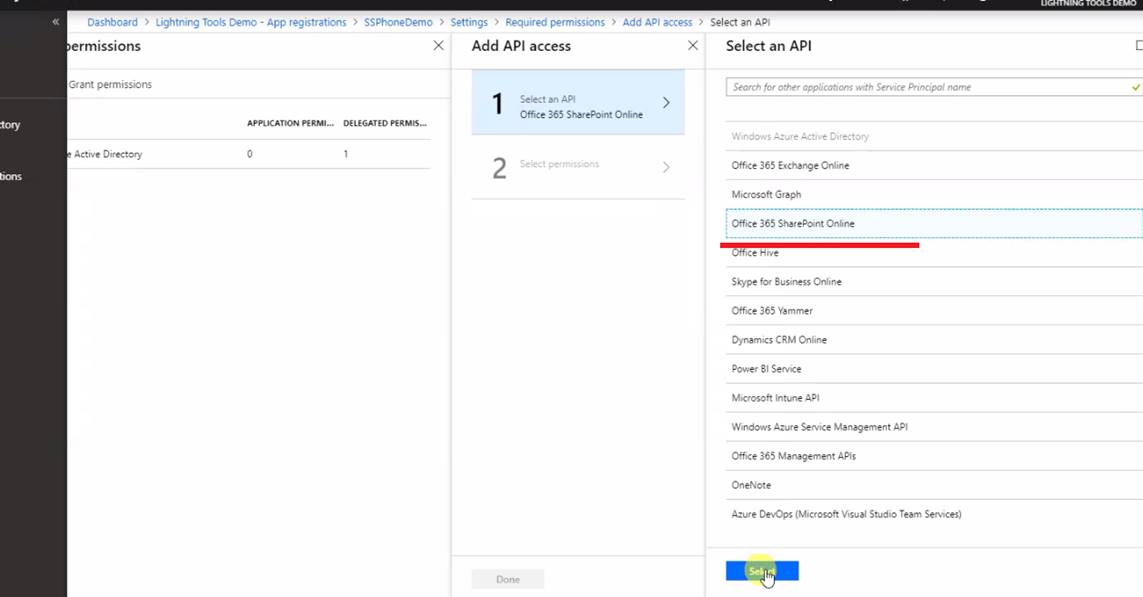 LIGHTNING TOOLS DEMO
« Dashboard > Lightning Tools Demo - App registrations > SSPhoneDemo > Settings > Required permissions > Add API access > Select an API
ermissions
Grant permissions
APPLICATION PERMI... DELEGATED PERMIS...
e Active Directory 0 1
tory
tions
Add API access
1 Select an API
Office 365 SharePoint Online
2 Select permissions
Done
Select an API
Search for other applications with Service Principal name
Windows Azure Active Directory
Office 365 Exchange Online
Microsoft Graph
Office 365 SharePoint Online
Office Hive
Skype for Business Online
Office 365 Yammer
Dynamics CRM Online
Power BI Service
Microsoft Intune API
Windows Azure Service Management API
Office 365 Management APIs
OneNote
Azure DevOps (Microsoft Visual Studio Team Services)
Select